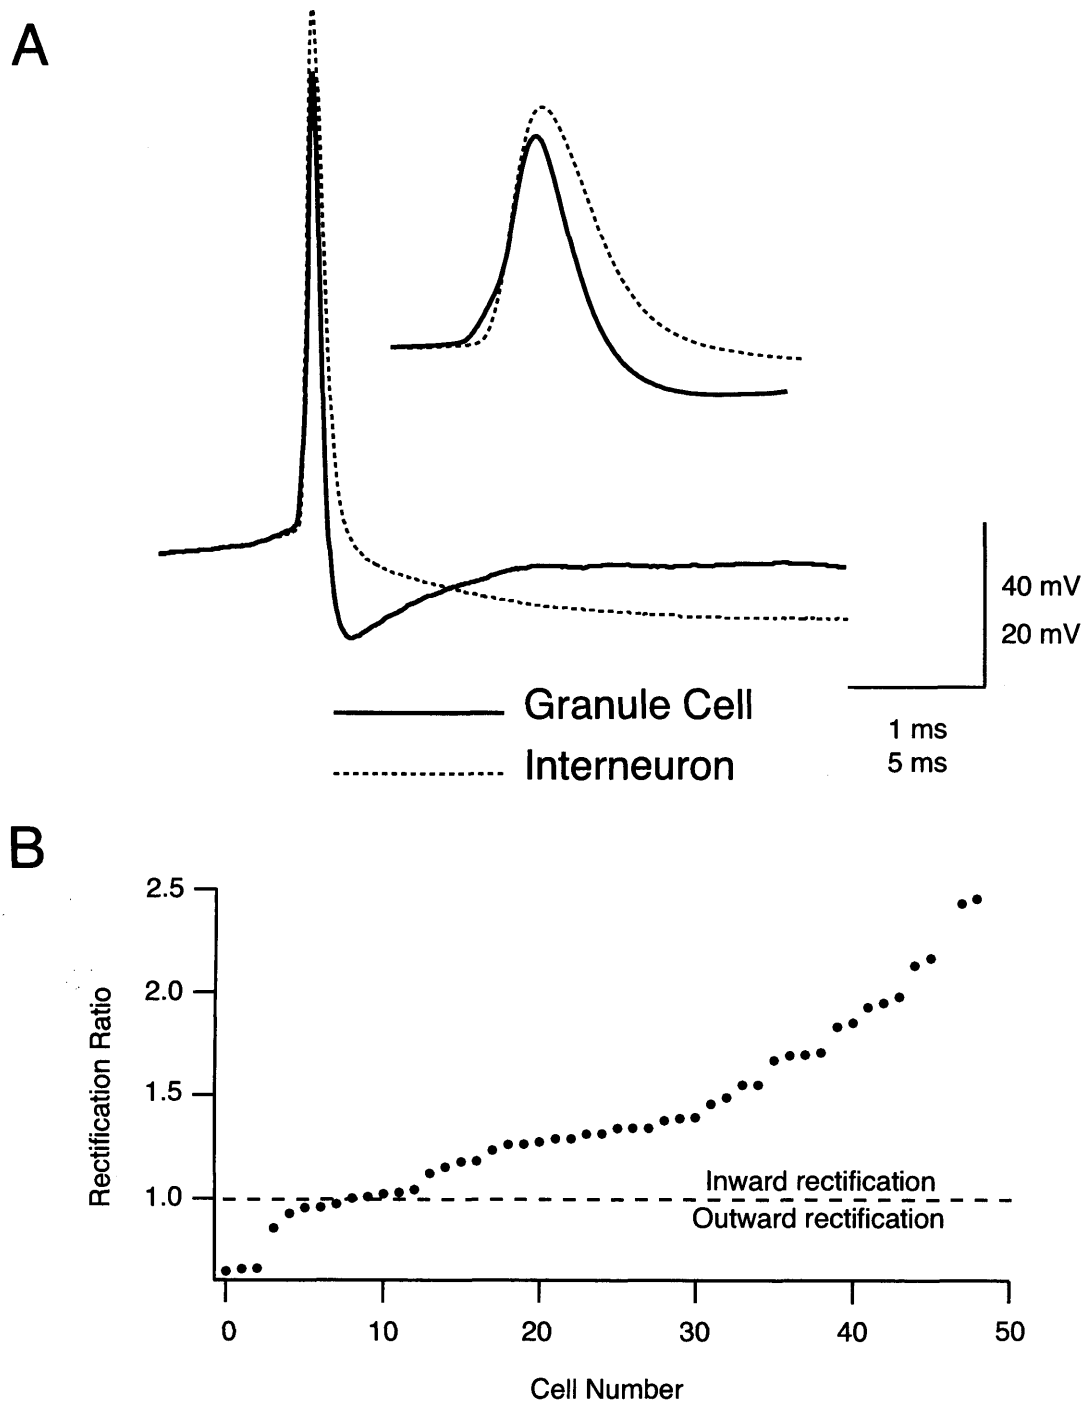 A
40 mV
20 mV
Granule Cell
1 ms
Interneuron
5 ms
B
2.5
2.0
1.5
1.0
Rectification Ratio
Inward rectification
Outward rectification
0 10 20 30 40 50
Cell Number